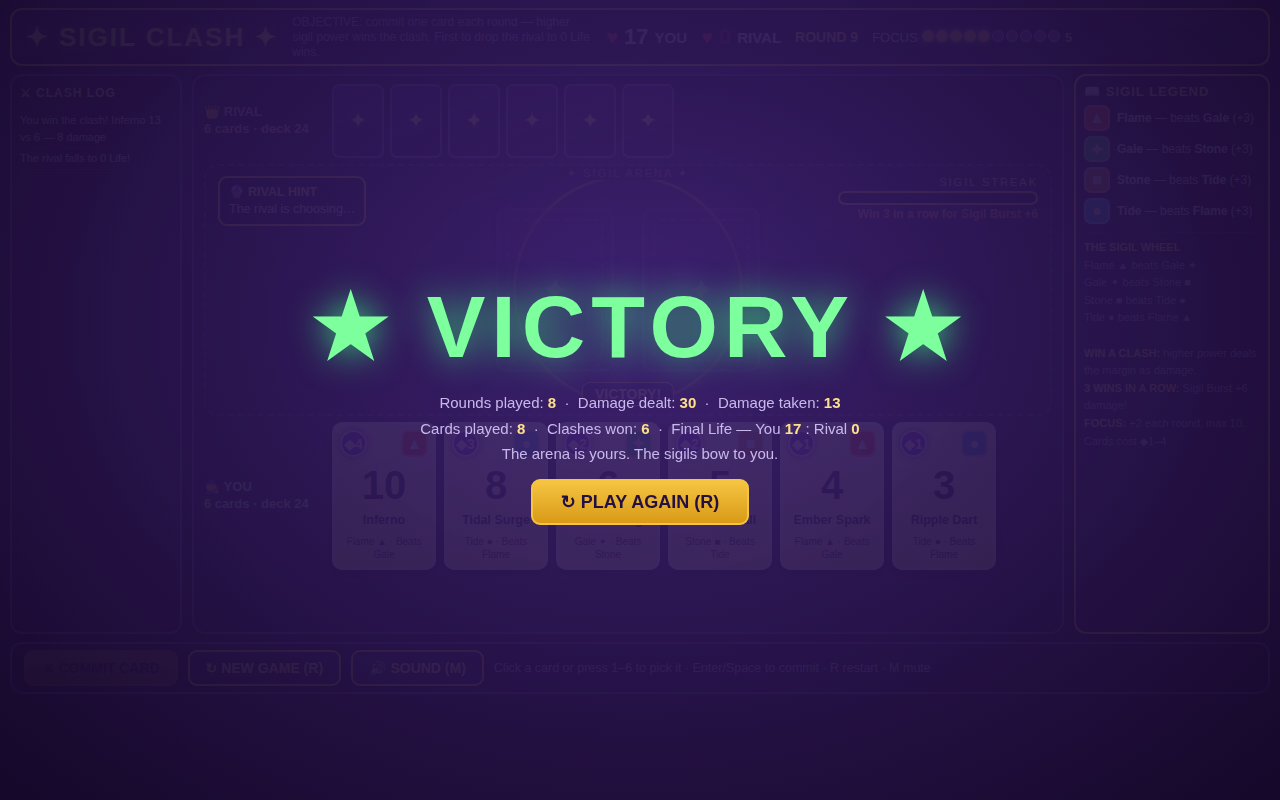 ✦ SIGIL CLASH ✦
OBJECTIVE: commit one card each round — higher
sigil power wins the clash. First to drop the rival to 0 Life
wins.
♥ 17 YOU
♥ 0 RIVAL
ROUND 9
FOCUS
5
⚔ CLASH LOG
You win the clash! Inferno 13
vs 6 — 8 damage
The rival falls to 0 Life!
RIVAL
6 cards · deck 24
✦ SIGIL ARENA ✦
🔮 RIVAL HINT
The rival is choosing…
SIGIL STREAK
Win 3 in a row for Sigil Burst +6
📖 SIGIL LEGEND
▲ Flame — beats Gale (+3)
✦ Gale — beats Stone (+3)
■ Stone — beats Tide (+3)
● Tide — beats Flame (+3)
THE SIGIL WHEEL
Flame ▲ beats Gale ✦
Gale ✦ beats Stone ■
Stone ■ beats Tide ●
Tide ● beats Flame ▲
WIN A CLASH: higher power deals
the margin as damage.
3 WINS IN A ROW: Sigil Burst +6
damage!
FOCUS: +2 each round, max 10.
Cards cost ◆1–4
★ VICTORY ★
VICTORY!
Rounds played: 8 · Damage dealt: 30 · Damage taken: 13
Cards played: 8 · Clashes won: 6 · Final Life — You 17 : Rival 0
The arena is yours. The sigils bow to you.
↻ PLAY AGAIN (R)
YOU
6 cards · deck 24
◆4 ▲
10
Inferno
Flame ▲ · Beats
Gale
◆3 ●
8
Tidal Surge
Tide ● · Beats
Flame
◆2
Gale ✦ · Beats
Stone
◆2
Stone ■ · Beats
Tide
◆1 ▲
4
Ember Spark
Flame ▲ · Beats
Gale
◆1 ●
3
Ripple Dart
Tide ● · Beats
Flame
⚔ COMMIT CARD
↻ NEW GAME (R)
🔊 SOUND (M)
Click a card or press 1–6 to pick it · Enter/Space to commit · R restart · M mute